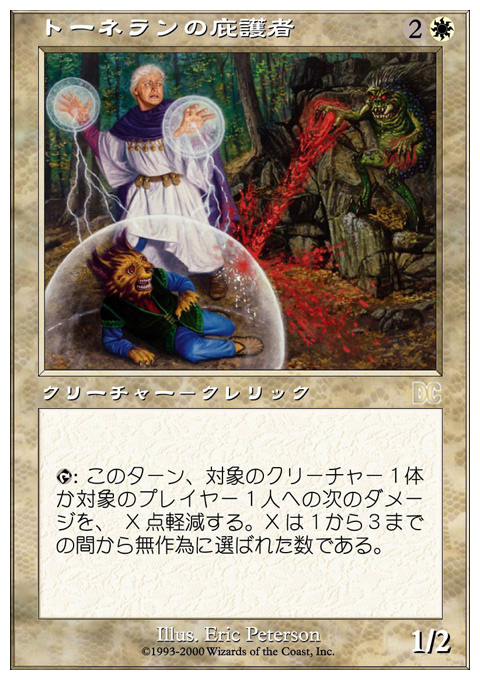 トーネランの庇護者 2
クリーチャークレリック DC
: このターン、対象のクリーチャー1体
か対象のプレイヤー1人への次のダメー
ジを、 X点軽減する。Xは1から3まで
の間から無作為に選ばれた数である。
Illus. Eric Peterson
©1993-2000 Wizards of the Coast, Inc.
1/2